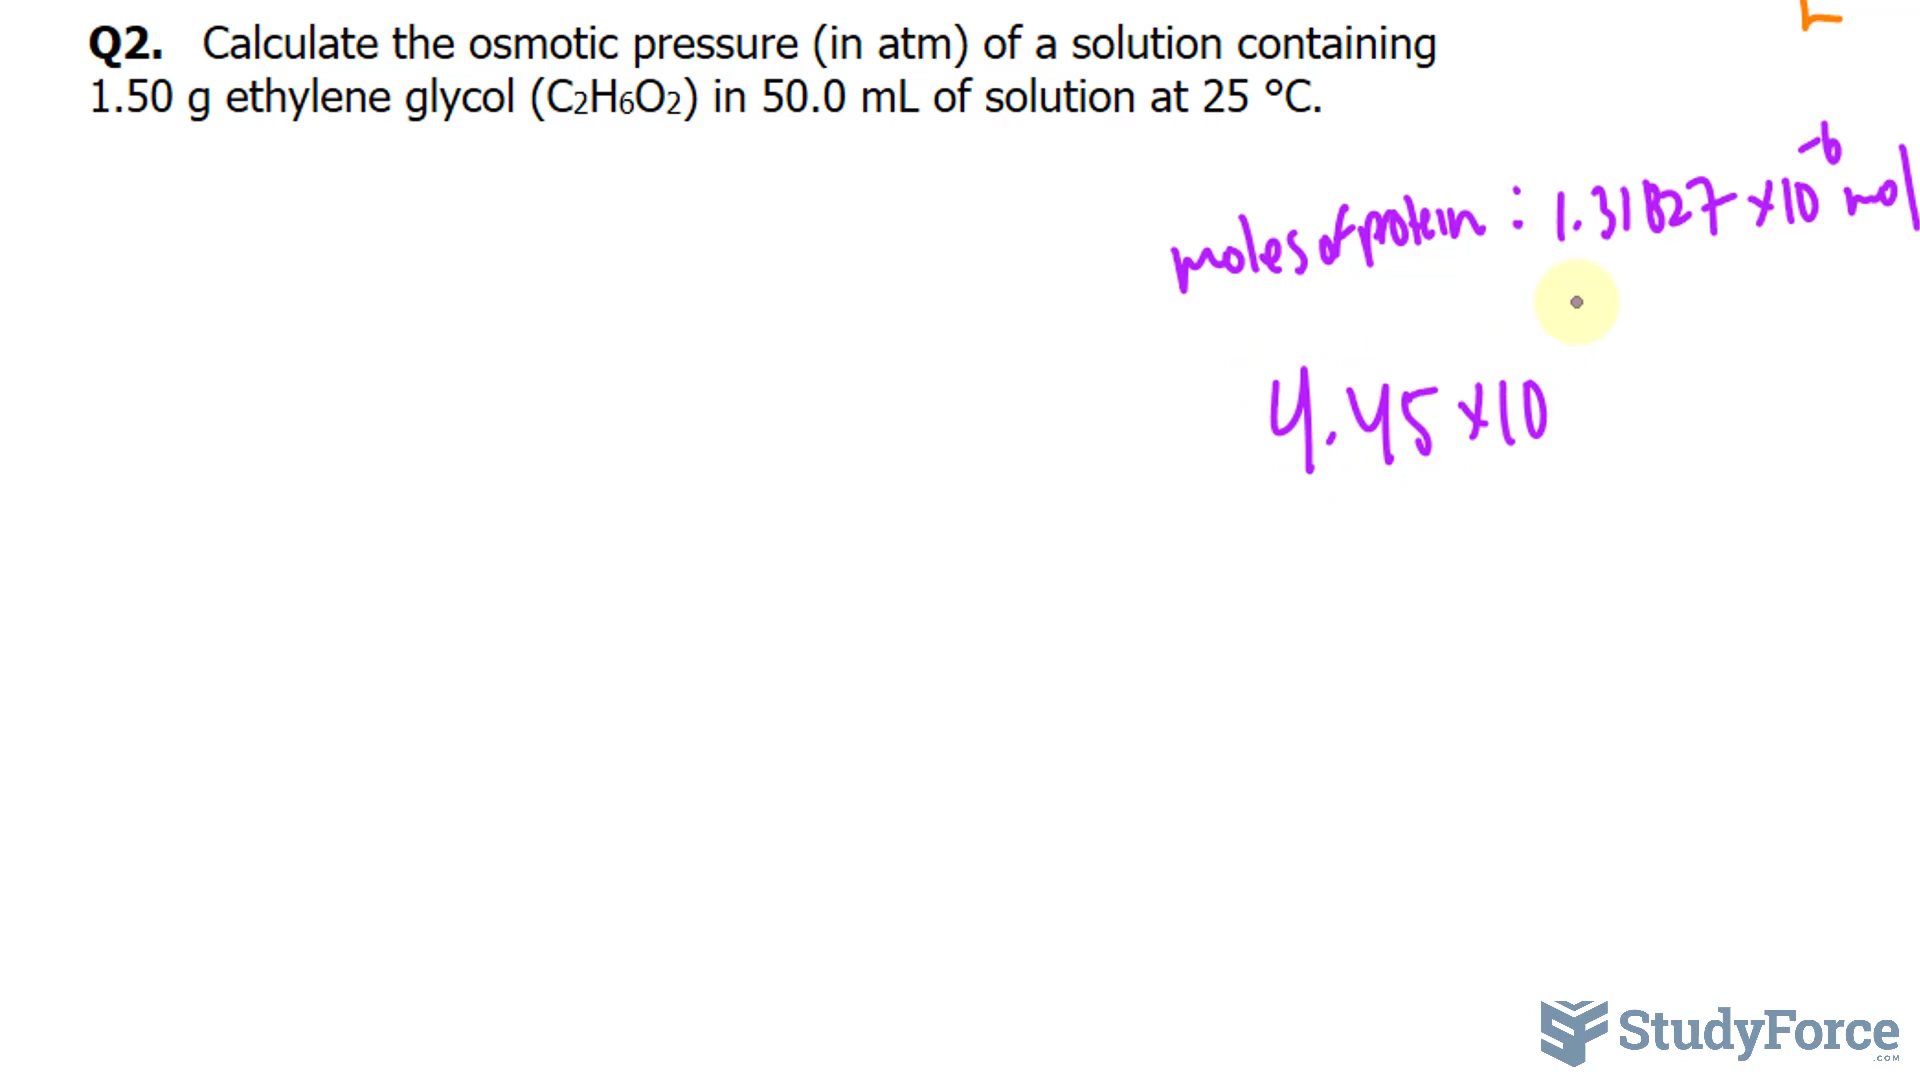 Q2. Calculate the osmotic pressure (in atm) of a solution containing
1.50 g ethylene glycol (C2H6O2) in 50.0 mL of solution at 25 °C.
moles of protein : 1.31827 x 10^-6 mol
4.45 x 10
StudyForce
.COM